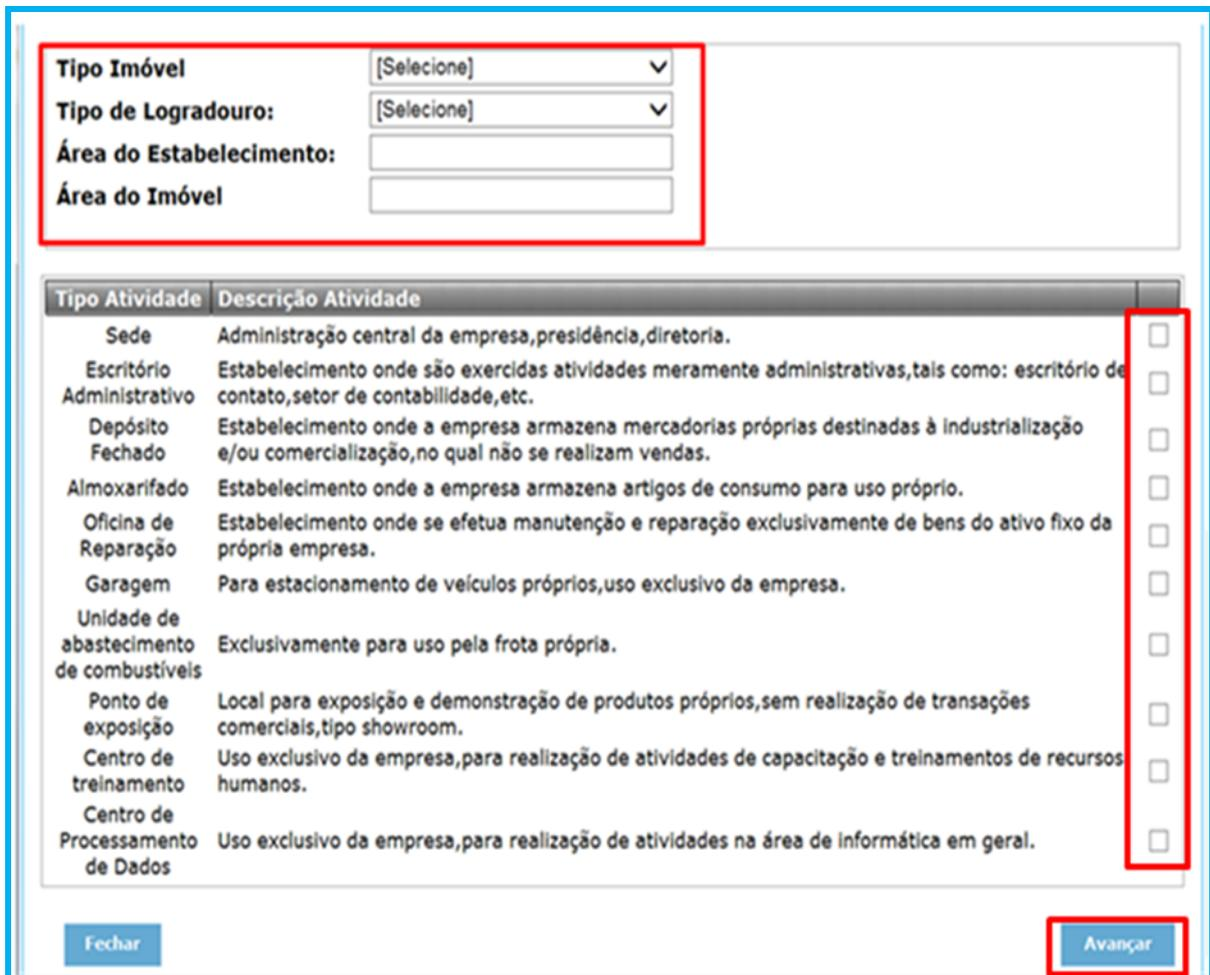 Tipo Imóvel [Selecione]
Tipo de Logradouro: [Selecione]
Área do Estabelecimento:
Área do Imóvel
Tipo Atividade Descrição Atividade
Sede Administração central da empresa,presidência,diretoria.
Escritório Estabelecimento onde são exercidas atividades meramente administrativas,tais como: escritório de
Administrativo contato,setor de contabilidade,etc.
Depósito Estabelecimento onde a empresa armazena mercadorias próprias destinadas à industrialização
Fechado e/ou comercialização,no qual não se realizam vendas.
Almoxarifado Estabelecimento onde a empresa armazena artigos de consumo para uso próprio.
Oficina de Estabelecimento onde se efetua manutenção e reparação exclusivamente de bens do ativo fixo da
Reparação própria empresa.
Garagem Para estacionamento de veículos próprios,uso exclusivo da empresa.
Unidade de
abastecimento Exclusivamente para uso pela frota própria.
de combustíveis
Ponto de Local para exposição e demonstração de produtos próprios,sem realização de transações
exposição comerciais,tipo showroom.
Centro de Uso exclusivo da empresa,para realização de atividades de capacitação e treinamentos de recursos
treinamento humanos.
Centro de
Processamento Uso exclusivo da empresa,para realização de atividades na área de informática em geral.
de Dados
Fechar Avançar